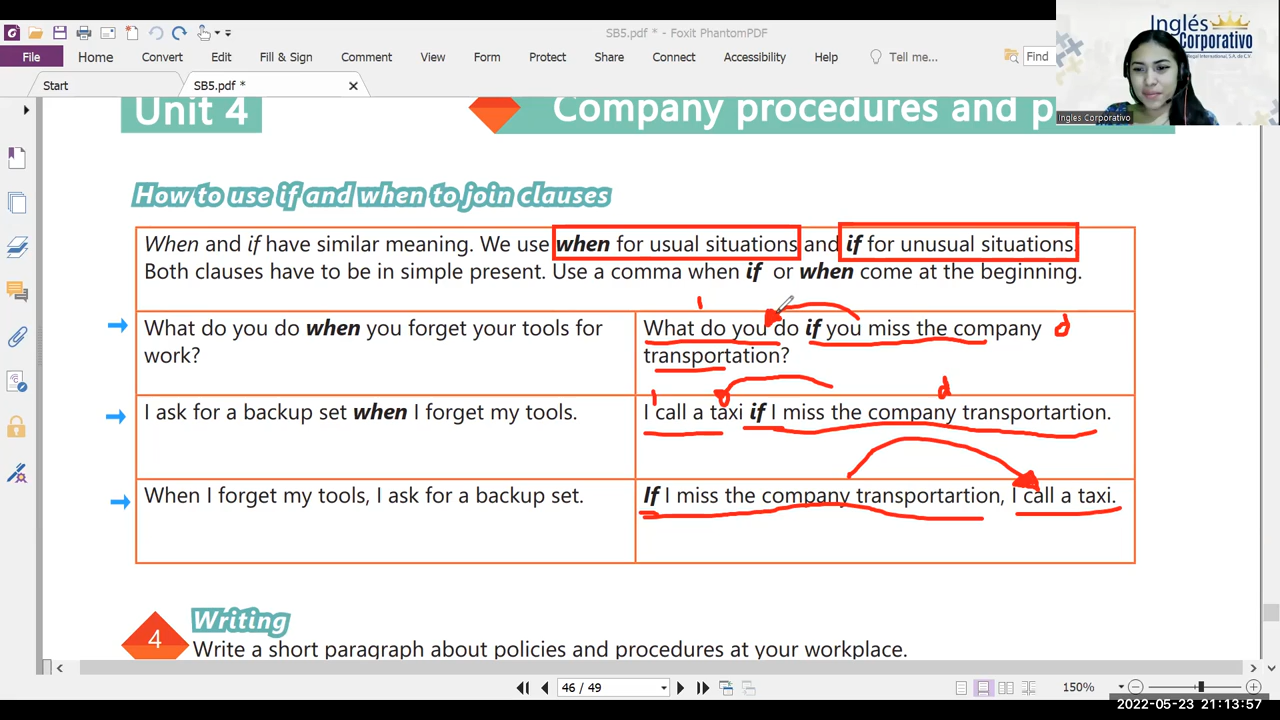 SB5.pdf * - Foxit PhantomPDF
Inglés
Corporativo
File Home Convert Edit Fill & Sign Comment View Form Protect Share Connect Accessibility Help Tell me... Find
Start SB5.pdf *
Ingles Corporativo
Unit 4
Company procedures and p
How to use if and when to join clauses
When and if have similar meaning. We use when for usual situations and if for unusual situations.
Both clauses have to be in simple present. Use a comma when if or when come at the beginning.
What do you do when you forget your tools for
work?
I
What do you do if you miss the company d
transportation?
I ask for a backup set when I forget my tools.
I d
I call a taxi if I miss the company transportartion.
When I forget my tools, I ask for a backup set.
If I miss the company transportartion, I call a taxi.
4
Writing
Write a short paragraph about policies and procedures at your workplace.
46 / 49
150%
2022-05-23 21:13:57